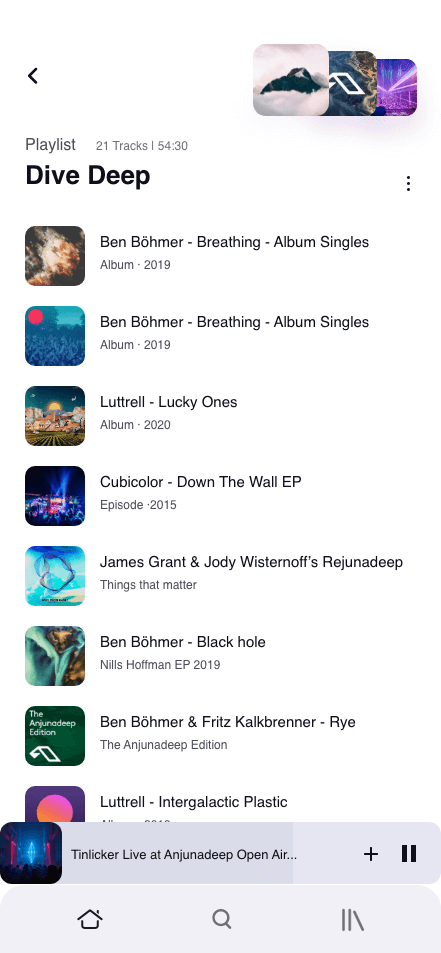 Playlist 21 Tracks | 54:30
Dive Deep
Ben Böhmer - Breathing - Album Singles
Album · 2019
Ben Böhmer - Breathing - Album Singles
Album · 2019
Luttrell - Lucky Ones
Album · 2020
Cubicolor - Down The Wall EP
Episode ·2015
James Grant & Jody Wisternoff’s Rejunadeep
Things that matter
Ben Böhmer - Black hole
Nills Hoffman EP 2019
The
Anjunadeep
Edition
Ben Böhmer & Fritz Kalkbrenner - Rye
The Anjunadeep Edition
Luttrell - Intergalactic Plastic
Tinlicker Live at Anjunadeep Open Air...